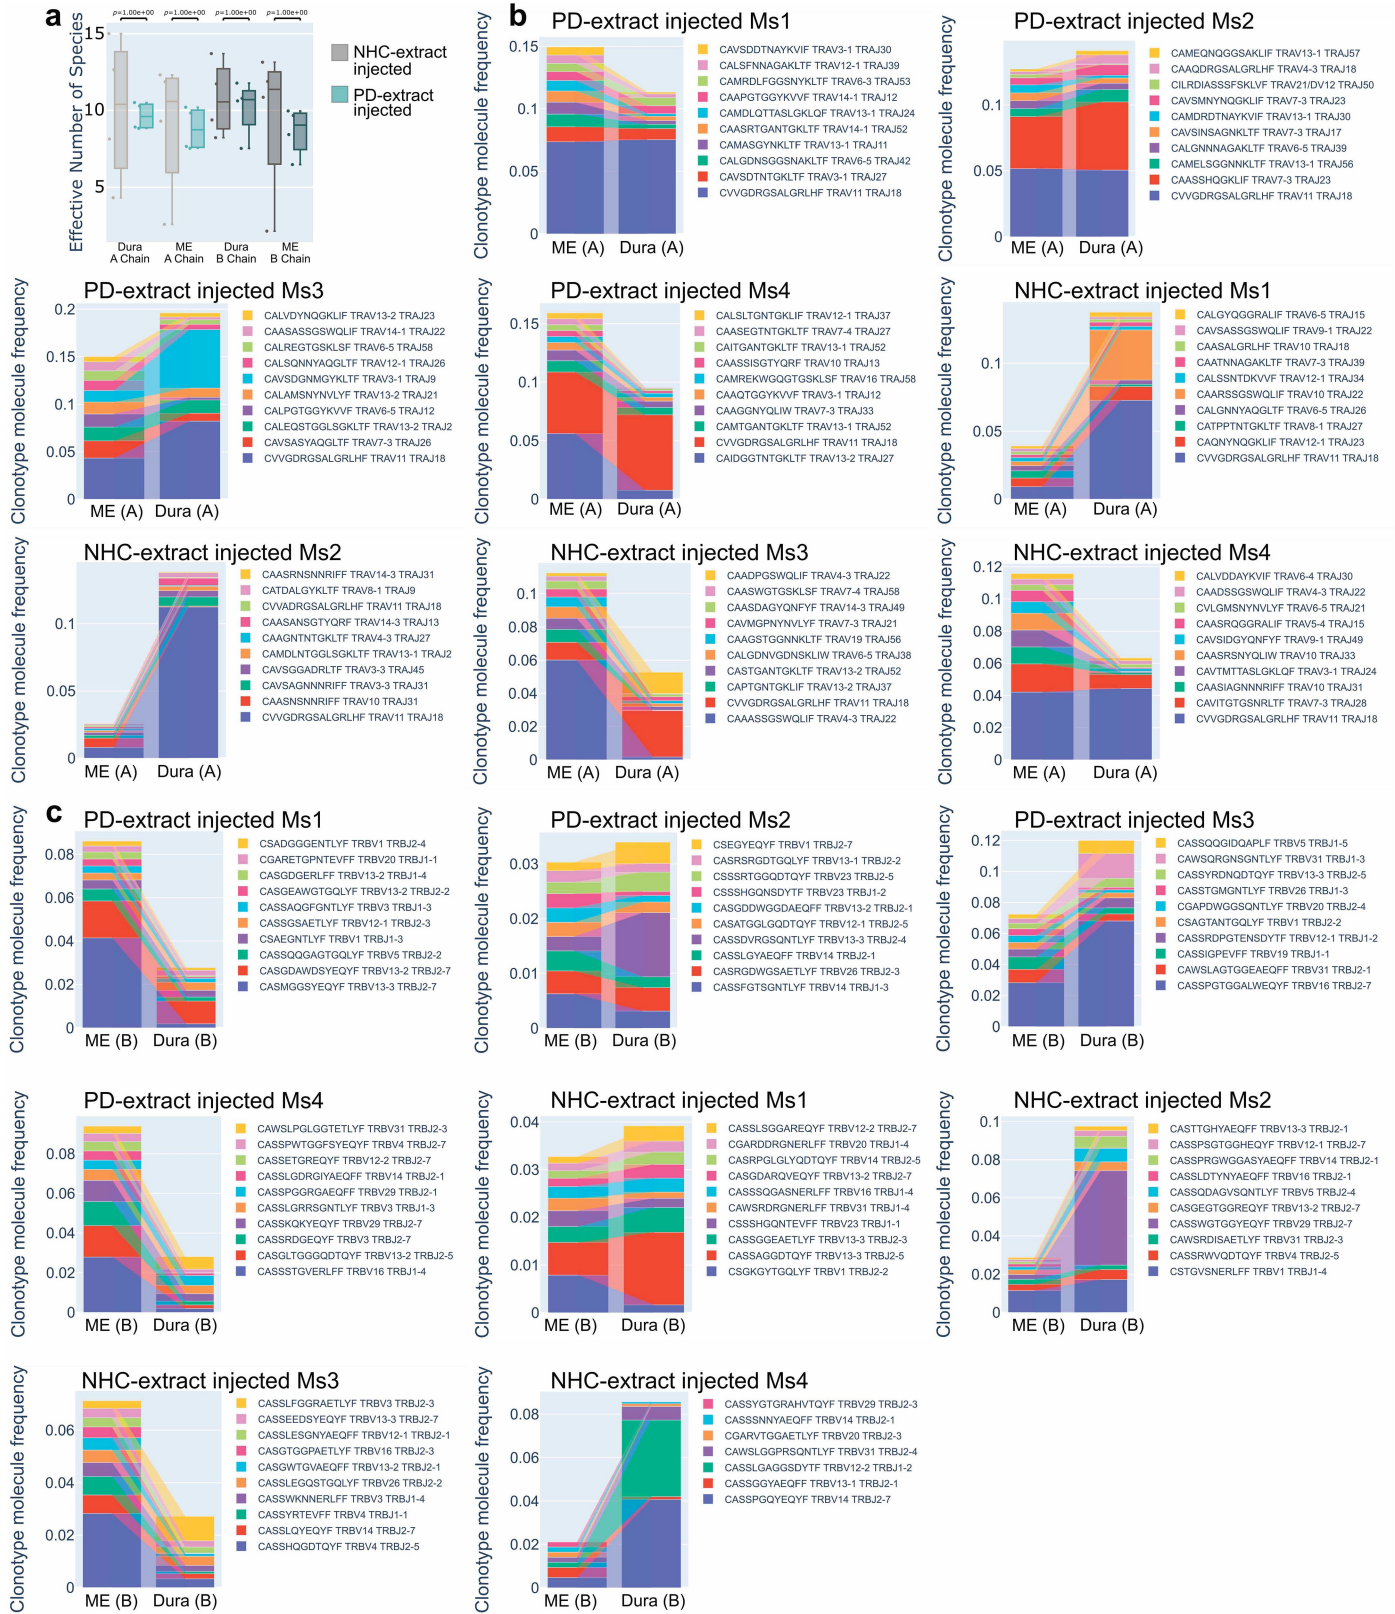 a
p=1.00e+00 p=1.00e+00 p=1.00e+00 p=1.00e+00
Effective Number of Species
15
10
5
Dura A Chain
ME A Chain
Dura B Chain
ME B Chain
NHC-extract injected
PD-extract injected
b
PD-extract injected Ms1
Clonotype molecule frequency
0.15
0.1
0.05
0
ME (A) Dura (A)
CAVSDDTNAYKVIF TRAV3-1 TRAJ30
CALSFNNAGAKLTF TRAV12-1 TRAJ39
CAMRDLFGGSNYKLTF TRAV6-3 TRAJ53
CAAPGTGGYKVVF TRAV14-1 TRAJ12
CAMDLQTTASLGKLQF TRAV13-1 TRAJ24
CAASRTGANTGKLTF TRAV14-1 TRAJ52
CAMASGYNKLTF TRAV13-1 TRAJ11
CALGDNSGGSNAKLTF TRAV6-5 TRAJ42
CAVSDTNTGKLTF TRAV3-1 TRAJ27
CVVGDRGSALGRLHF TRAV11 TRAJ18
PD-extract injected Ms2
Clonotype molecule frequency
0.1
0.05
0
ME (A) Dura (A)
CAMEQNQGGSAKLIF TRAV13-1 TRAJ57
CAAQDRGSALGRLHF TRAV4-3 TRAJ18
CILRDIASSSFSKLVF TRAV21/DV12 TRAJ50
CAVSMNYNQGKLIF TRAV7-3 TRAJ23
CAMDRDTNAYKVIF TRAV13-1 TRAJ30
CAVSINSAGNKLTF TRAV7-3 TRAJ17
CALGNNNAGAKLTF TRAV6-5 TRAJ39
CAMELSGGNNKLTF TRAV13-1 TRAJ56
CAASSHQGKLIF TRAV7-3 TRAJ23
CVVGDRGSALGRLHF TRAV11 TRAJ18
PD-extract injected Ms3
Clonotype molecule frequency
0.2
0.15
0.1
0.05
0
ME (A) Dura (A)
CALVDYNQGKLIF TRAV13-2 TRAJ23
CAASASSGSWQLIF TRAV14-1 TRAJ22
CALREGTGSKLSF TRAV6-5 TRAJ58
CALSQNNYAQGLTF TRAV12-1 TRAJ26
CAVSDGNMGYKLTF TRAV3-1 TRAJ9
CALAMSNYNVLYF TRAV13-2 TRAJ21
CALPGTGGYKVVF TRAV6-5 TRAJ12
CALEQSTGGLSGKLTF TRAV13-2 TRAJ2
CAVSASYAQGLTF TRAV7-3 TRAJ26
CVVGDRGSALGRLHF TRAV11 TRAJ18
PD-extract injected Ms4
Clonotype molecule frequency
0.15
0.1
0.05
0
ME (A) Dura (A)
CALSLTGNTGKLIF TRAV12-1 TRAJ37
CAASEGTNTGKLTF TRAV7-4 TRAJ27
CAITGANTGKLTF TRAV13-1 TRAJ52
CAASSISGTYQRF TRAV10 TRAJ13
CAMREKWGQGTGSKLSF TRAV16 TRAJ58
CAAQTGGYKVVF TRAV3-1 TRAJ12
CAAGGNYQLIW TRAV7-3 TRAJ33
CAMTGANTGKLTF TRAV13-1 TRAJ52
CVVGDRGSALGRLHF TRAV11 TRAJ18
CAIDGGTNTGKLTF TRAV13-2 TRAJ27
NHC-extract injected Ms1
Clonotype molecule frequency
0.1
0.05
0
ME (A) Dura (A)
CALGYQGGRALIF TRAV6-5 TRAJ15
CAVSASSGSWQLIF TRAV9-1 TRAJ22
CAASALGRLHF TRAV10 TRAJ18
CAATNNAGAKLTF TRAV7-3 TRAJ39
CALSSNTDKVVF TRAV12-1 TRAJ34
CAARSSGSWQLIF TRAV10 TRAJ22
CALGNNYAQGLTF TRAV6-5 TRAJ26
CATPPTNTGKLTF TRAV8-1 TRAJ27
CAQNYNQGKLIF TRAV12-1 TRAJ23
CVVGDRGSALGRLHF TRAV11 TRAJ18
NHC-extract injected Ms2
Clonotype molecule frequency
0.1
0.05
0
ME (A) Dura (A)
CAASRNSNNRIFF TRAV14-3 TRAJ31
CATDALGYKLTF TRAV8-1 TRAJ9
CVVADRGSALGRLHF TRAV11 TRAJ18
CAASANSGTYQRF TRAV14-3 TRAJ13
CAAGNTNTGKLTF TRAV4-3 TRAJ27
CAMDLNTGGLSGKLTF TRAV13-1 TRAJ2
CAVSGGADRLTF TRAV3-3 TRAJ45
CAVSAGNNNRIFF TRAV3-3 TRAJ31
CAASNSNNRLTF TRAV10 TRAJ31
CVVGDRGSALGRLHF TRAV11 TRAJ18
NHC-extract injected Ms3
Clonotype molecule frequency
0.1
0.08
0.06
0.04
0.02
0
ME (A) Dura (A)
CAADPGSWQLIF TRAV4-3 TRAJ22
CAASWGTGSKLSF TRAV7-4 TRAJ58
CAASDAGYQNFYF TRAV14-3 TRAJ49
CAVMGPNYNVLYF TRAV7-3 TRAJ21
CAAGSTGGNNKLTF TRAV19 TRAJ56
CALGDNVGDNSKLIW TRAV6-5 TRAJ38
CASTGANTGKLTF TRAV13-2 TRAJ52
CAPTGNTGKLIF TRAV13-2 TRAJ37
CVVGDRGSALGRLHF TRAV11 TRAJ18
CAAASSGSWQLIF TRAV4-3 TRAJ22
NHC-extract injected Ms4
Clonotype molecule frequency
0.12
0.1
0.08
0.06
0.04
0.02
0
ME (A) Dura (A)
CALVDDAYKVIF TRAV6-4 TRAJ30
CAADSSGSWQLIF TRAV4-3 TRAJ22
CVLGMSNYNVLYF TRAV6-5 TRAJ21
CAASRQGGRALIF TRAV5-4 TRAJ15
CAVSIDGYQNFYF TRAV9-1 TRAJ49
CAASRSNYQLIW TRAV10 TRAJ33
CAVTMTTASLGKLQF TRAV3-1 TRAJ24
CAASIAGNNNRIFF TRAV10 TRAJ31
CAVITGTGSNRLTF TRAV7-3 TRAJ28
CVVGDRGSALGRLHF TRAV11 TRAJ18
c
PD-extract injected Ms1
Clonotype molecule frequency
0.08
0.06
0.04
0.02
0
ME (B) Dura (B)
CSADGGGENTLYF TRBV1 TRBJ2-4
CGARETGPNTEVFF TRBV20 TRBJ1-1
CASGDGERLFF TRBV13-2 TRBJ1-4
CASGEAWGTGQLYF TRBV13-2 TRBJ2-2
CASSAQGFGNTLYF TRBV3 TRBJ1-3
CASSGSAETLYF TRBV12-1 TRBJ2-3
CSAEGNTLYF TRBV1 TRBJ1-3
CASSQQGAGTGQLYF TRBV5 TRBJ2-2
CASGDAWDSYEQYF TRBV13-2 TRBJ2-7
CASMGGSYEQYF TRBV13-3 TRBJ2-7
PD-extract injected Ms2
Clonotype molecule frequency
0.03
0.02
0.01
0
ME (B) Dura (B)
CSEGYEQYF TRBV1 TRBJ2-7
CASRSRGDTGQLYF TRBV13-1 TRBJ2-2
CSSSRTGGQDTQYF TRBV23 TRBJ2-5
CSSSHGQNSDYTF TRBV23 TRBJ1-2
CASGDDWGGDAEQFF TRBV13-2 TRBJ2-1
CASATGGLGQDTQYF TRBV12-1 TRBJ2-5
CASSDVRGSQNTLYF TRBV13-3 TRBJ2-4
CASSLGYAEQFF TRBV14 TRBJ2-1
CASRGDWGSAETLYF TRBV26 TRBJ2-3
CASSFGTSGNTLYF TRBV14 TRBJ1-3
PD-extract injected Ms3
Clonotype molecule frequency
0.12
0.1
0.08
0.06
0.04
0.02
0
ME (B) Dura (B)
CASSQQGIDQAPLF TRBV5 TRBJ1-5
CAWSQRGNSGNTLYF TRBV31 TRBJ1-3
CASSYRDNQDTQYF TRBV13-3 TRBJ2-5
CASSTGMGNTLYF TRBV26 TRBJ1-3
CGAPDWGGSQNTLYF TRBV20 TRBJ2-4
CSAGTANTGQLYF TRBV1 TRBJ2-2
CASSRDPGTENSDYTF TRBV12-1 TRBJ1-2
CASSIGPEVFF TRBV19 TRBJ1-1
CAWSLAGTGGEAEQFF TRBV31 TRBJ2-1
CASSPGTGGALWEQYF TRBV16 TRBJ2-7
PD-extract injected Ms4
Clonotype molecule frequency
0.08
0.06
0.04
0.02
0
ME (B) Dura (B)
CAWSLPGLGGTETLYF TRBV31 TRBJ2-3
CASSPWTGGFSYEQYF TRBV4 TRBJ2-7
CASSETGREQYF TRBV12-2 TRBJ2-7
CASSLGDRGIYAEQFF TRBV14 TRBJ2-1
CASSPGGRGAEQFF TRBV29 TRBJ2-1
CASSLGRRSGNTLYF TRBV3 TRBJ1-3
CASSKQKYEQYF TRBV29 TRBJ2-7
CASSRDGEQYF TRBV3 TRBJ2-7
CASGLTGGGQDTQYF TRBV13-2 TRBJ2-5
CASSSTGVERLFF TRBV16 TRBJ1-4
NHC-extract injected Ms1
Clonotype molecule frequency
0.04
0.03
0.02
0.01
0
ME (B) Dura (B)
CASSLSGGAREQYF TRBV12-2 TRBJ2-7
CGARDDRGNERLFF TRBV20 TRBJ1-4
CASRPGLGLYQDTQYF TRBV14 TRBJ2-5
CASGDARQVEQYF TRBV13-2 TRBJ2-7
CASSSQGASNERLFF TRBV16 TRBJ1-4
CAWSRDRGNERLFF TRBV31 TRBJ1-4
CSSSHGQNTEVFF TRBV23 TRBJ1-1
CASSGGEAETLYF TRBV13-3 TRBJ2-3
CASSAGGDTQYF TRBV13-3 TRBJ2-5
CSGKGYTGQLYF TRBV1 TRBJ2-2
NHC-extract injected Ms2
Clonotype molecule frequency
0.1
0.08
0.06
0.04
0.02
0
ME (B) Dura (B)
CASTTGHYAEQFF TRBV13-3 TRBJ2-1
CASSPSGTGGHEQYF TRBV12-1 TRBJ2-7
CASSPRGWGGASYAEQFF TRBV14 TRBJ2-1
CASSLDTYNYAEQFF TRBV16 TRBJ2-1
CASSQDAGVSQNTLYF TRBV5 TRBJ2-4
CASGEGTGGREQYF TRBV13-2 TRBJ2-7
CASSWGTGGYEQYF TRBV29 TRBJ2-7
CAWSRDISAETLYF TRBV31 TRBJ2-3
CASSRWVQDTQYF TRBV4 TRBJ2-5
CSTGVSNERLFF TRBV1 TRBJ1-4
NHC-extract injected Ms3
Clonotype molecule frequency
0.06
0.04
0.02
0
ME (B) Dura (B)
CASSLFGGRAETLYF TRBV3 TRBJ2-3
CASSEEDSYEQYF TRBV13-3 TRBJ2-7
CASSLESGNYAEQFF TRBV12-1 TRBJ2-1
CASGTGGPAETLYF TRBV16 TRBJ2-3
CASGWTGVAEQFF TRBV13-2 TRBJ2-1
CASSLEGQSTGQLYF TRBV26 TRBJ2-2
CASSWKNNERLFF TRBV3 TRBJ1-4
CASSYRTEVFF TRBV4 TRBJ1-1
CASSLQYEQYF TRBV14 TRBJ2-7
CASSHQGDTQYF TRBV4 TRBJ2-5
NHC-extract injected Ms4
Clonotype molecule frequency
0.08
0.06
0.04
0.02
0
ME (B) Dura (B)
CASSYGTGRAHVTQYF TRBV29 TRBJ2-3
CASSSNNYAEQFF TRBV14 TRBJ2-1
CGARVTGGAETLYF TRBV20 TRBJ2-3
CAWSLGGPRSQNTLYF TRBV31 TRBJ2-4
CASSLGAGGSDYTF TRBV12-2 TRBJ1-2
CASSGGYAEQFF TRBV13-1 TRBJ2-1
CASSPGQYEQYF TRBV14 TRBJ2-7